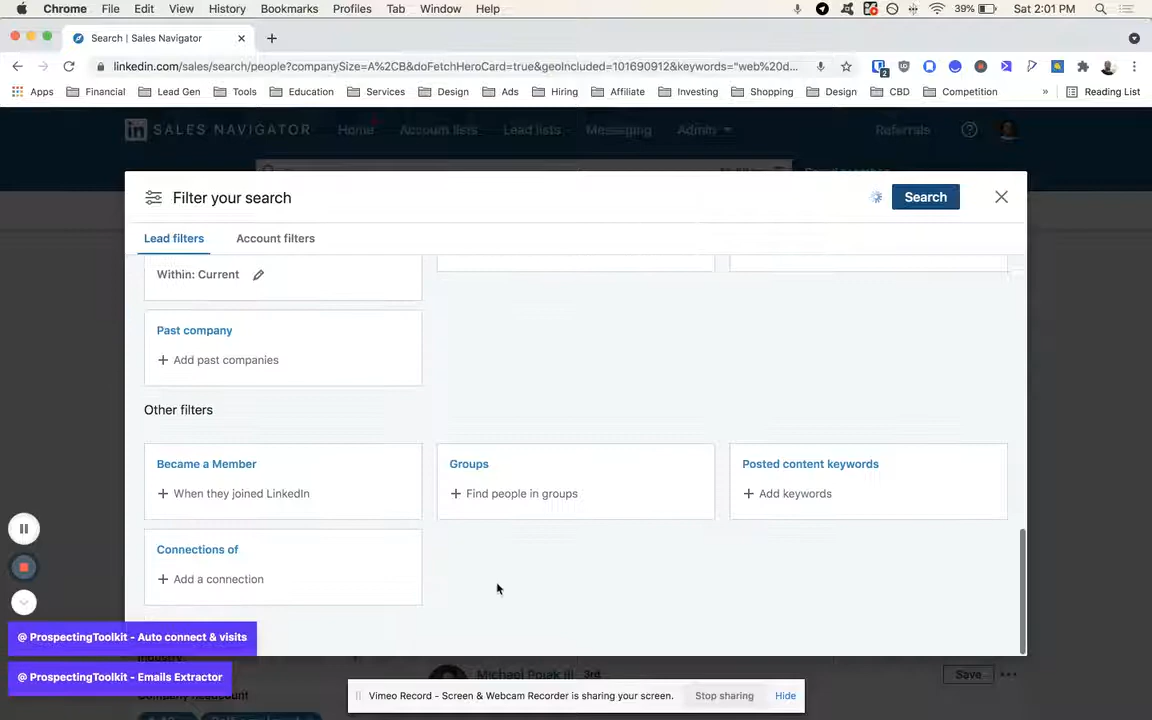 Chrome File Edit View History Bookmarks Profiles Tab Window Help 39% Sat 2:01 PM
Search | Sales Navigator
linkedin.com/sales/search/people?companySize=A%2CB&doFetchHeroCard=true&geoIncluded=101690912&keywords="web%20d... 2
Apps Financial Lead Gen Tools Education Services Design Ads Hiring Affiliate Investing Shopping Design CBD Competition » Reading List
in SALES NAVIGATOR Home Account lists Lead lists Messaging Admin Referrals
Filter your search Search
Lead filters Account filters
Within: Current
Past company
+ Add past companies
Other filters
Became a Member Groups Posted content keywords
+ When they joined LinkedIn + Find people in groups + Add keywords
Connections of
+ Add a connection
@ ProspectingToolkit - Auto connect & visits
@ ProspectingToolkit - Emails Extractor
3rd Save
Vimeo Record - Screen & Webcam Recorder is sharing your screen. Stop sharing Hide